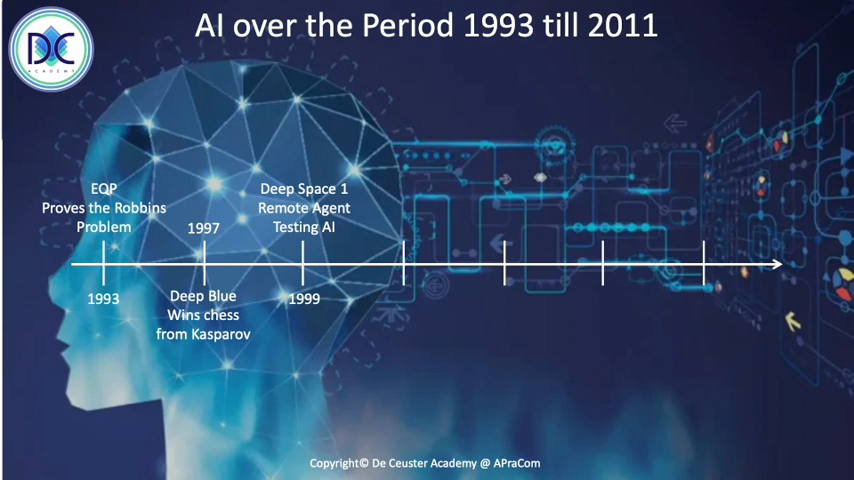 AI over the Period 1993 till 2011
DC
ACADEMY
EQP
Proves the Robbins
Problem
1993
1997
Deep Blue
Wins chess
from Kasparov
Deep Space 1
Remote Agent
Testing AI
1999
Copyright© De Ceuster Academy @ APraCom